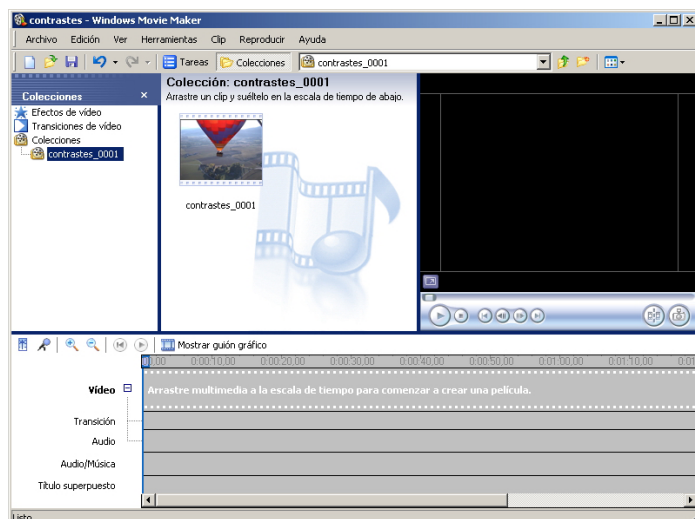 contrastes - Windows Movie Maker
Archivo Edición Ver Herramientas Clip Reproducir Ayuda
Tareas Colecciones contrastes_0001
Colecciones
Efectos de vídeo
Transiciones de vídeo
Colecciones
contrastes_0001
Colección: contrastes_0001
Arrastre un clip y suéltelo en la escala de tiempo de abajo.
contrastes_0001
Mostrar guión gráfico
0:00:10,00 0:00:20,00 0:00:30,00 0:00:40,00 0:00:50,00 0:01:00,00 0:01:10,00
Vídeo
Arrastre multimedia a la escala de tiempo para comenzar a crear una película.
Transición
Audio
Audio/Música
Título superpuesto
Listo